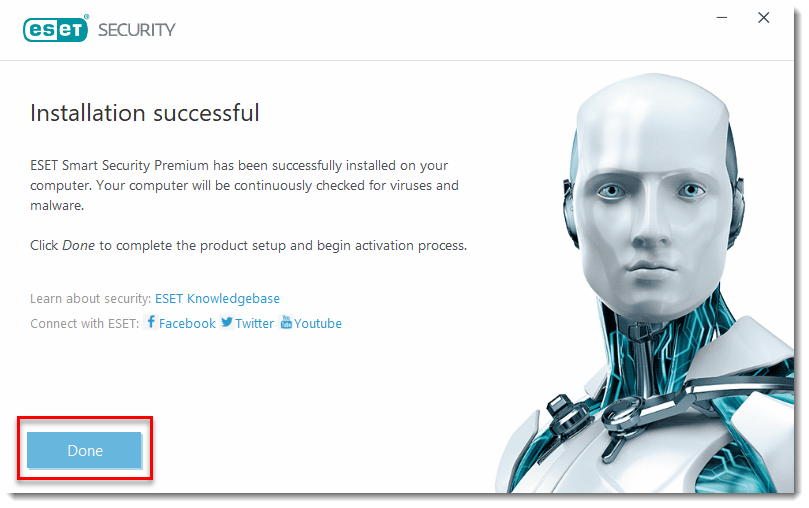 eset® SECURITY
Installation successful
ESET Smart Security Premium has been successfully installed on your
computer. Your computer will be continuously checked for viruses and
malware.
Click Done to complete the product setup and begin activation process.
Learn about security: ESET Knowledgebase
Connect with ESET: Facebook Twitter Youtube
Done